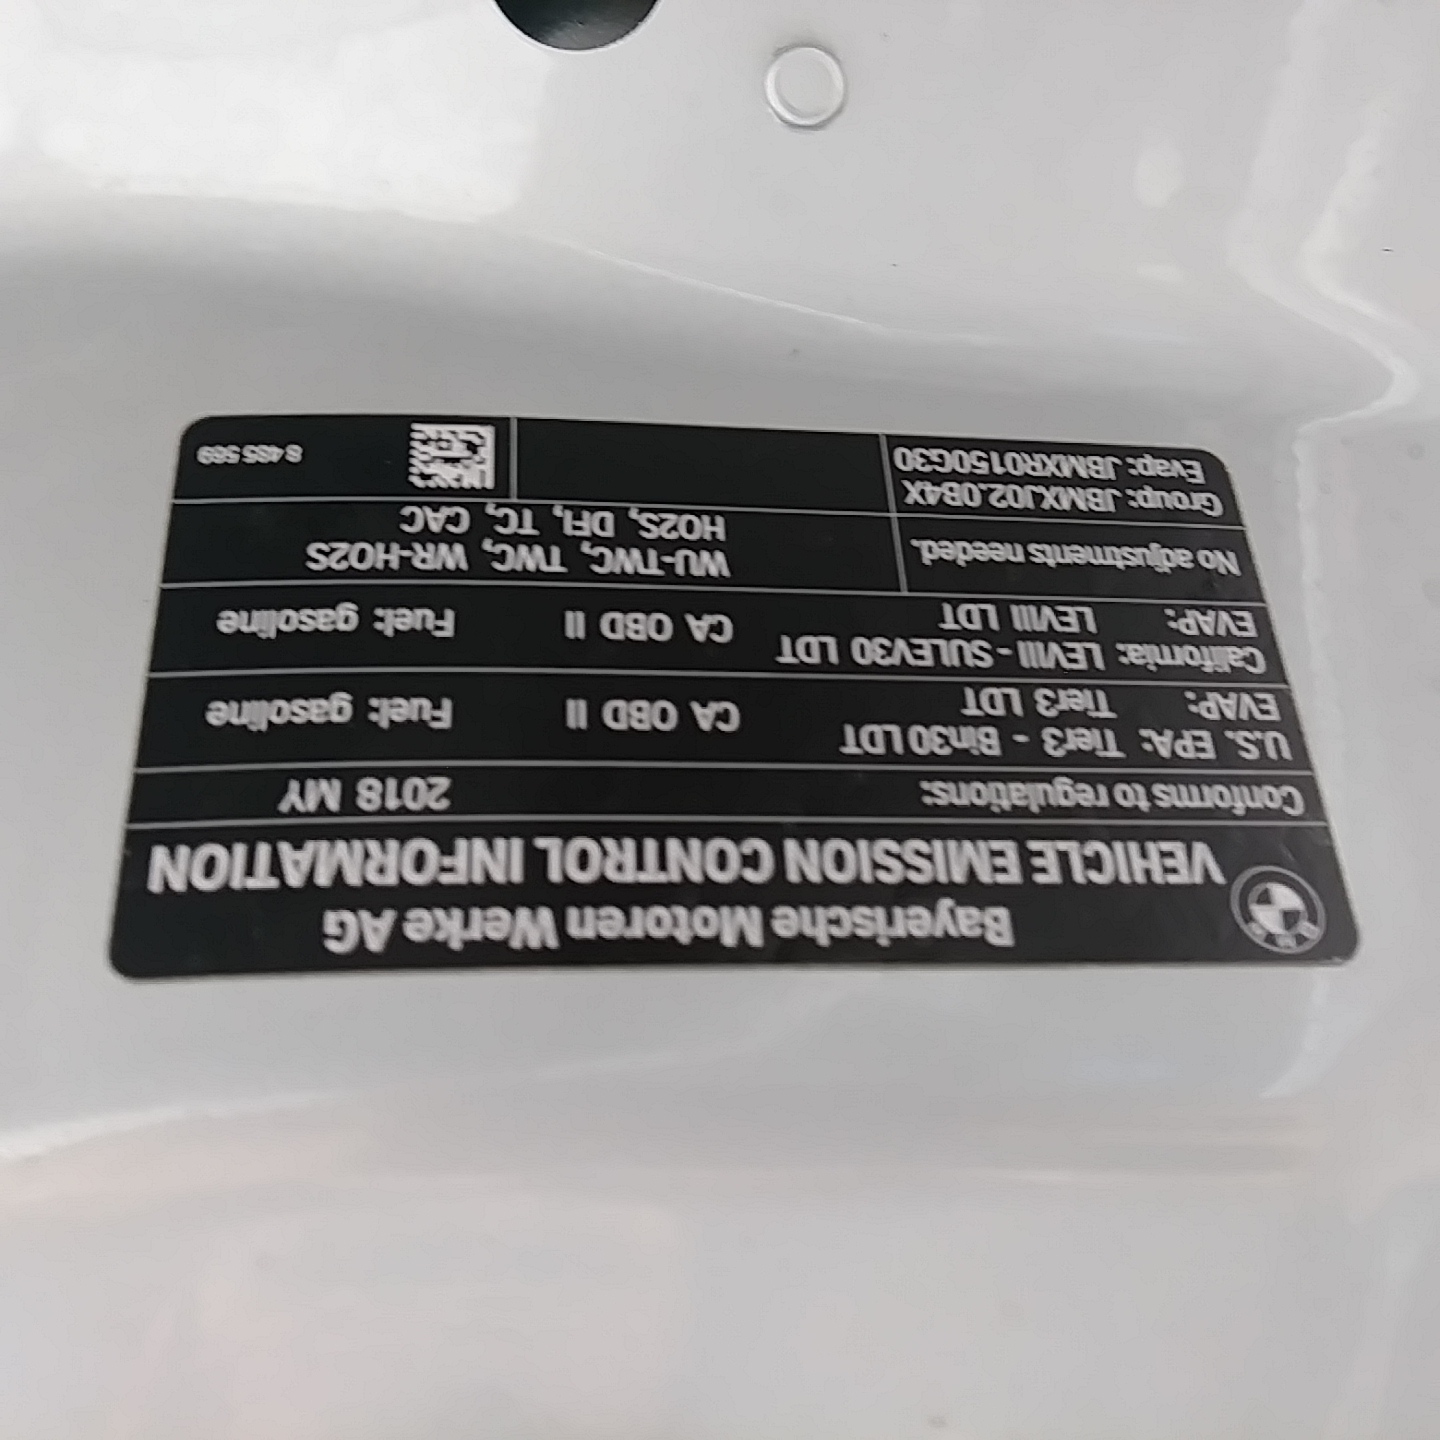 Bayerische Motoren Werke AG
VEHICLE EMISSION CONTROL INFORMATION
Conforms to regulations: 2018 MY
U.S. EPA: Tier3 - Bin30 LDT CA OBD II Fuel: gasoline
EVAP: Tier3 LDT
California: LEVIII - SULEV30 LDT CA OBD II Fuel: gasoline
EVAP: LEVIII LDT
No adjustments needed.
WU-TWC, TWC, WR-HO2S
HO2S, DFI, TC, CAC
Group: JBMXJ02.0B4X
Evap: JBMXR0150G30
8 485 569
BMW